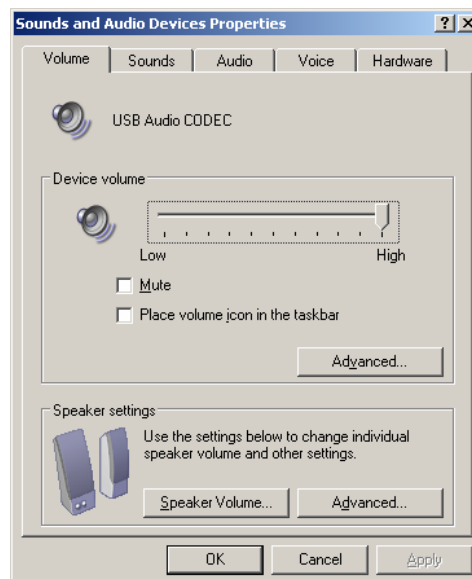 Sounds and Audio Devices Properties
Volume Sounds Audio Voice Hardware
USB Audio CODEC
Device volume
Low High
Mute
Place volume icon in the taskbar
Advanced...
Speaker settings
Use the settings below to change individual
speaker volume and other settings.
Speaker Volume... Advanced...
OK Cancel Apply